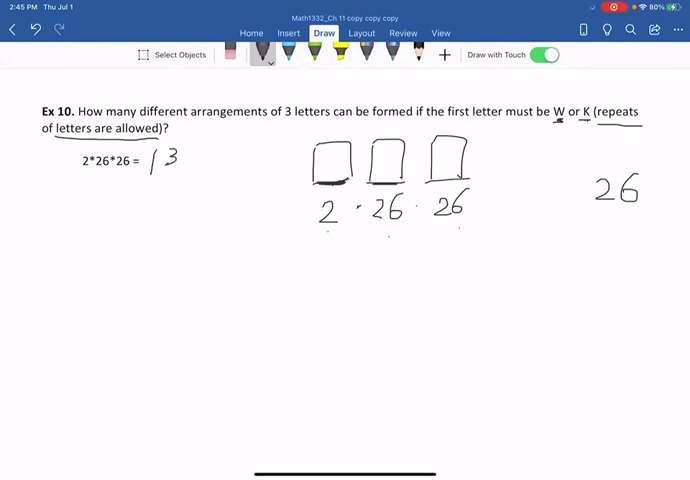 2:45 PM Thu Jul 1
80%
Math1332_Ch 11 copy copy copy
Home Insert Draw Layout Review View
Select Objects
Draw with Touch
Ex 10. How many different arrangements of 3 letters can be formed if the first letter must be W or K (repeats
of letters are allowed)?
2*26*26 = 13
2 · 26 · 26
26